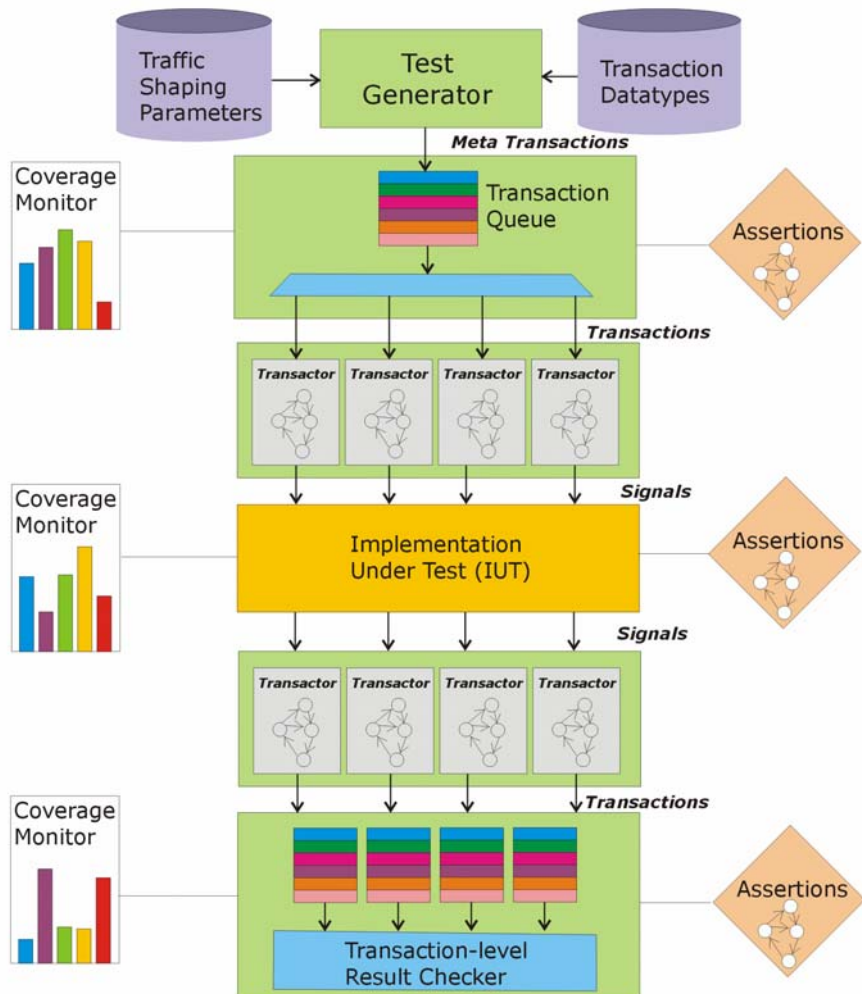 Traffic
Shaping
Parameters
Test
Generator
Transaction
Datatypes
Meta Transactions
Coverage
Monitor
Transaction
Queue
Assertions
Transactions
Transactor
Transactor
Transactor
Transactor
Signals
Coverage
Monitor
Implementation
Under Test (IUT)
Assertions
Signals
Transactor
Transactor
Transactor
Transactor
Transactions
Coverage
Monitor
Assertions
Transaction-level
Result Checker